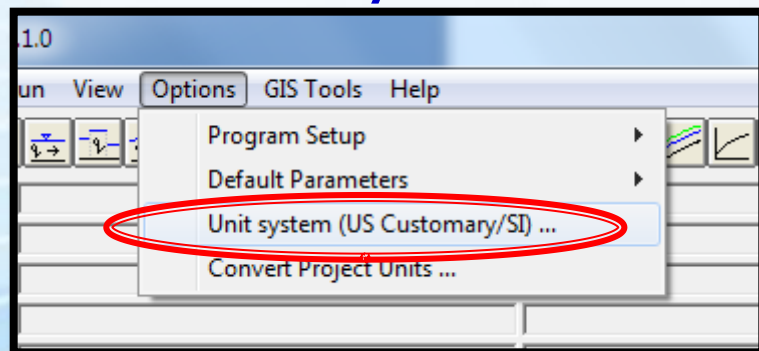 .1.0
un View Options GIS Tools Help
Program Setup
Default Parameters
Unit system (US Customary/SI) ...
Convert Project Units ...